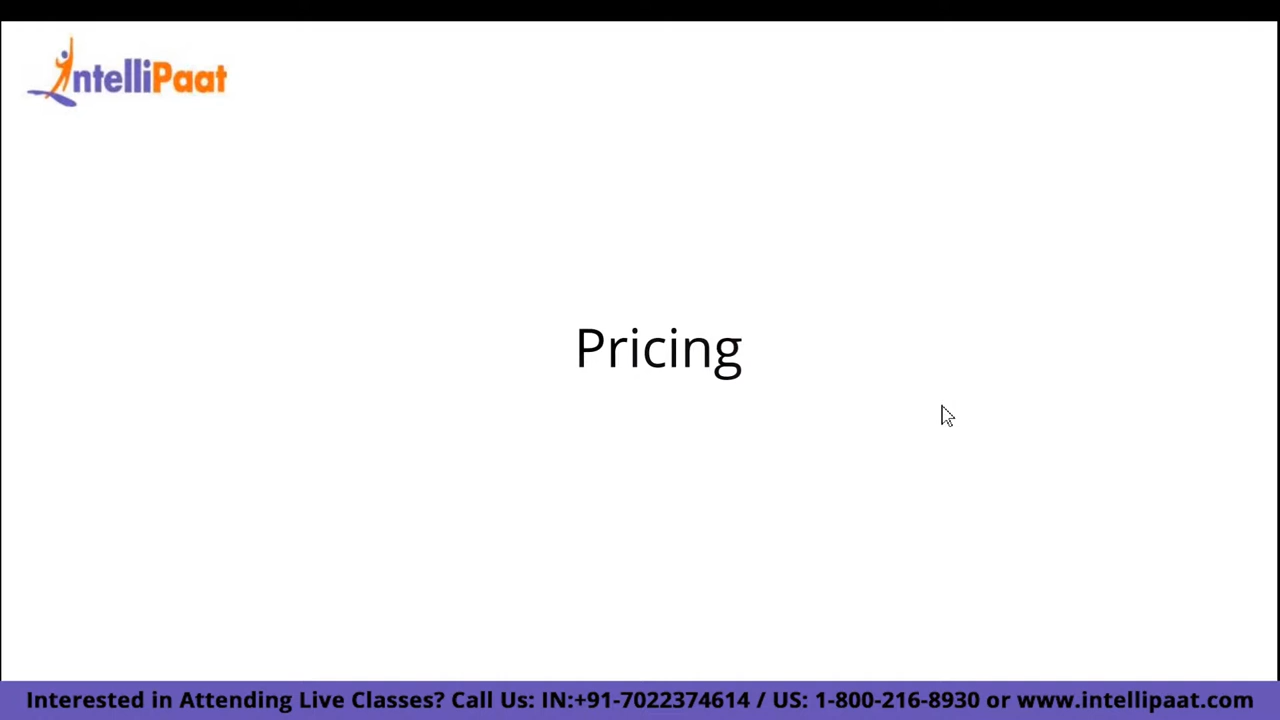 IntelliPaat
Pricing
Interested in Attending Live Classes? Call Us: IN:+91-7022374614 / US: 1-800-216-8930 or www.intellipaat.com